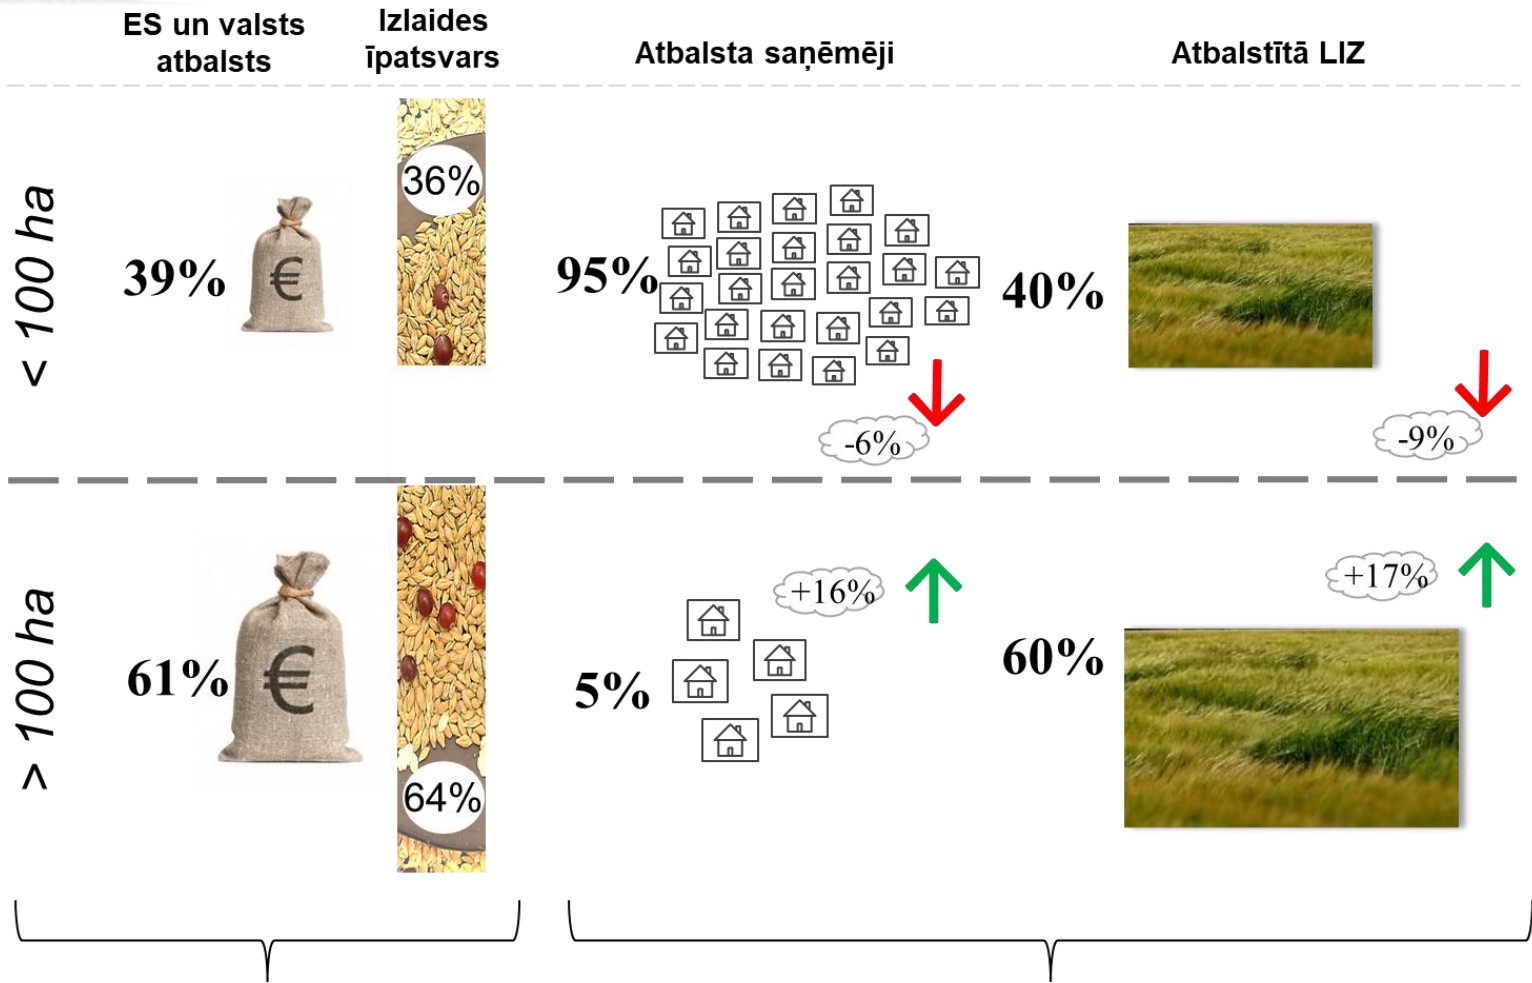 ES un valsts
atbalsts
Izlaides
īpatsvars
Atbalsta saņēmēji
Atbalstītā LIZ
< 100 ha
39%
€
36%
95%
40%
-6%
-9%
> 100 ha
61%
€
64%
+16%
5%
+17%
60%